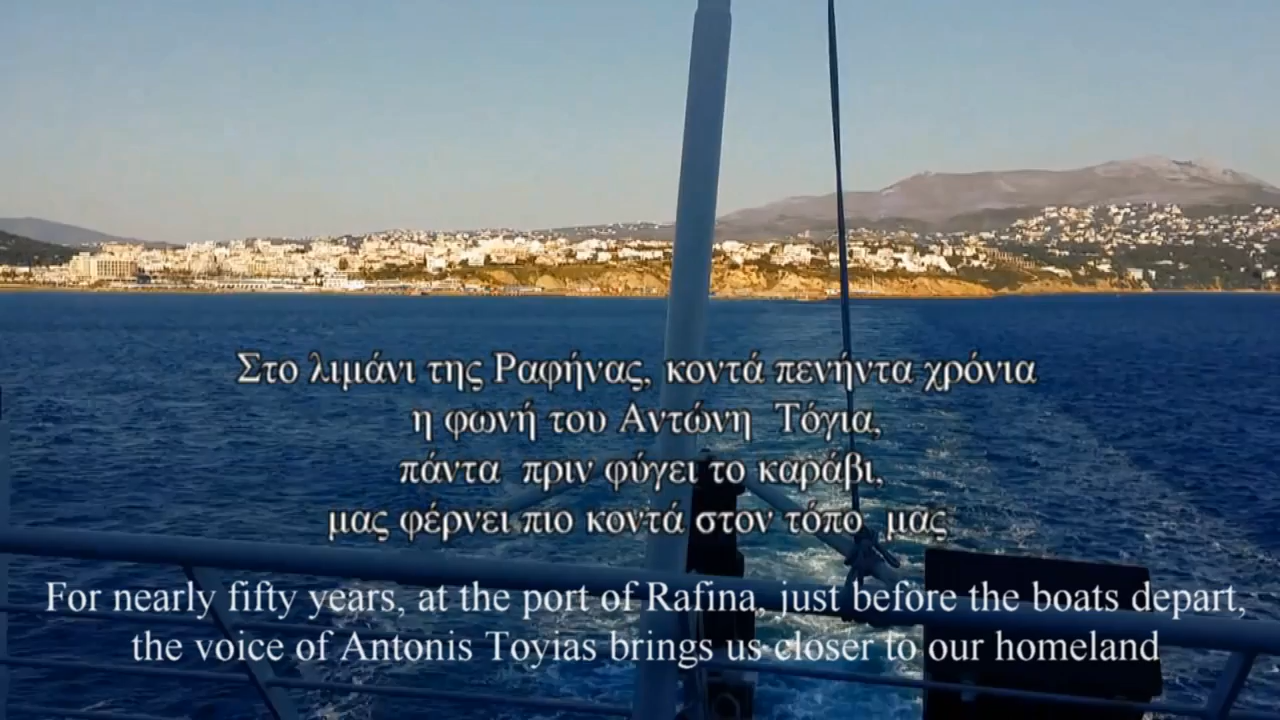 Στο λιμάνι της Ραφήνας, κοντά πενήντα χρόνια
η φωνή του Αντώνη Τόγια,
πάντα πριν φύγει το καράβι,
μας φέρνει πιο κοντά στον τόπο μας
For nearly fifty years, at the port of Rafina, just before the boats depart,
the voice of Antonis Toyias brings us closer to our homeland